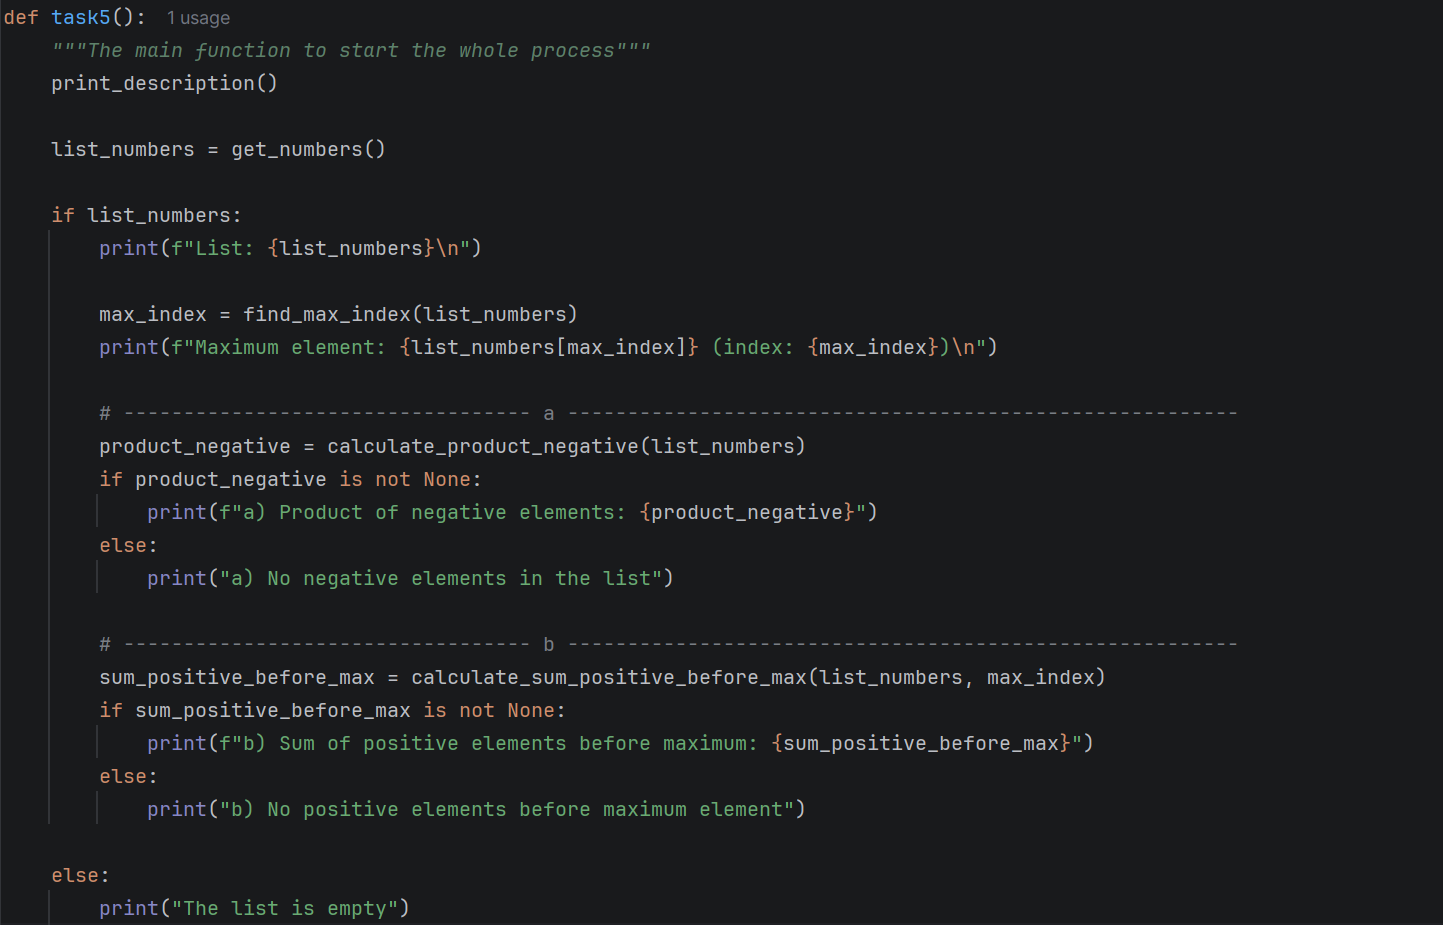 def task5():  1 usage
    """The main function to start the whole process"""
    print_description()

    list_numbers = get_numbers()

    if list_numbers:
        print(f"List: {list_numbers}\n")

        max_index = find_max_index(list_numbers)
        print(f"Maximum element: {list_numbers[max_index]} (index: {max_index})\n")

        # ---------------------------------- a --------------------------------------------------------
        product_negative = calculate_product_negative(list_numbers)
        if product_negative is not None:
            print(f"a) Product of negative elements: {product_negative}")
        else:
            print("a) No negative elements in the list")

        # ---------------------------------- b --------------------------------------------------------
        sum_positive_before_max = calculate_sum_positive_before_max(list_numbers, max_index)
        if sum_positive_before_max is not None:
            print(f"b) Sum of positive elements before maximum: {sum_positive_before_max}")
        else:
            print("b) No positive elements before maximum element")

    else:
        print("The list is empty")